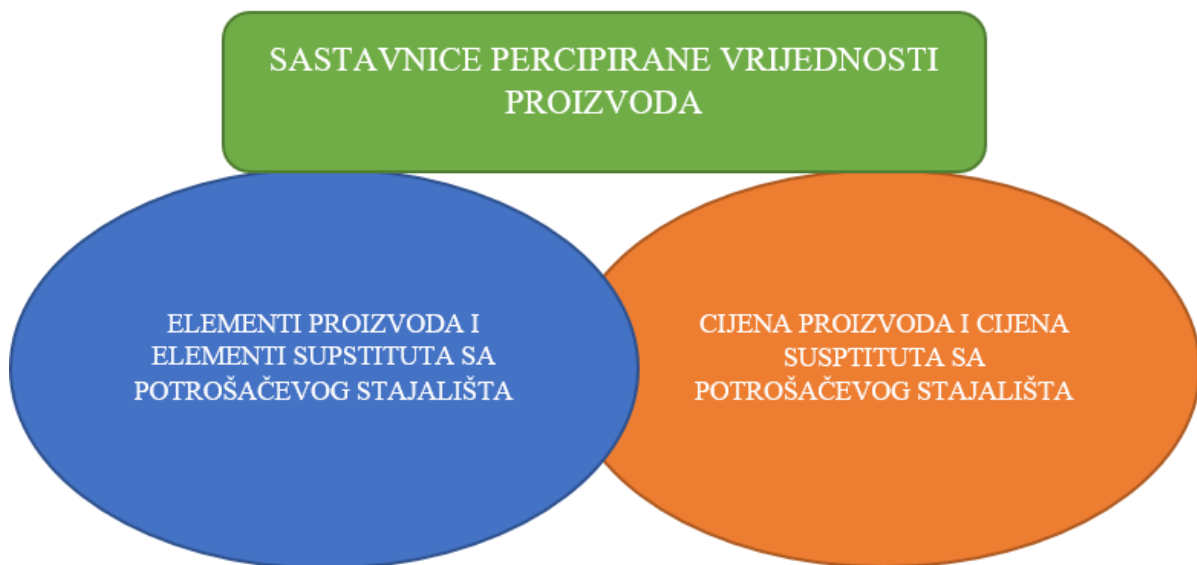 SASTAVNICE PERCIPIRANE VRIJEDNOSTI
PROIZVODA
ELEMENTI PROIZVODA I
ELEMENTI SUPSTITUTA SA
POTROŠAČEVOG STAJALIŠTA
CIJENA PROIZVODA I CIJENA
SUSPTITUTA SA
POTROŠAČEVOG STAJALIŠTA